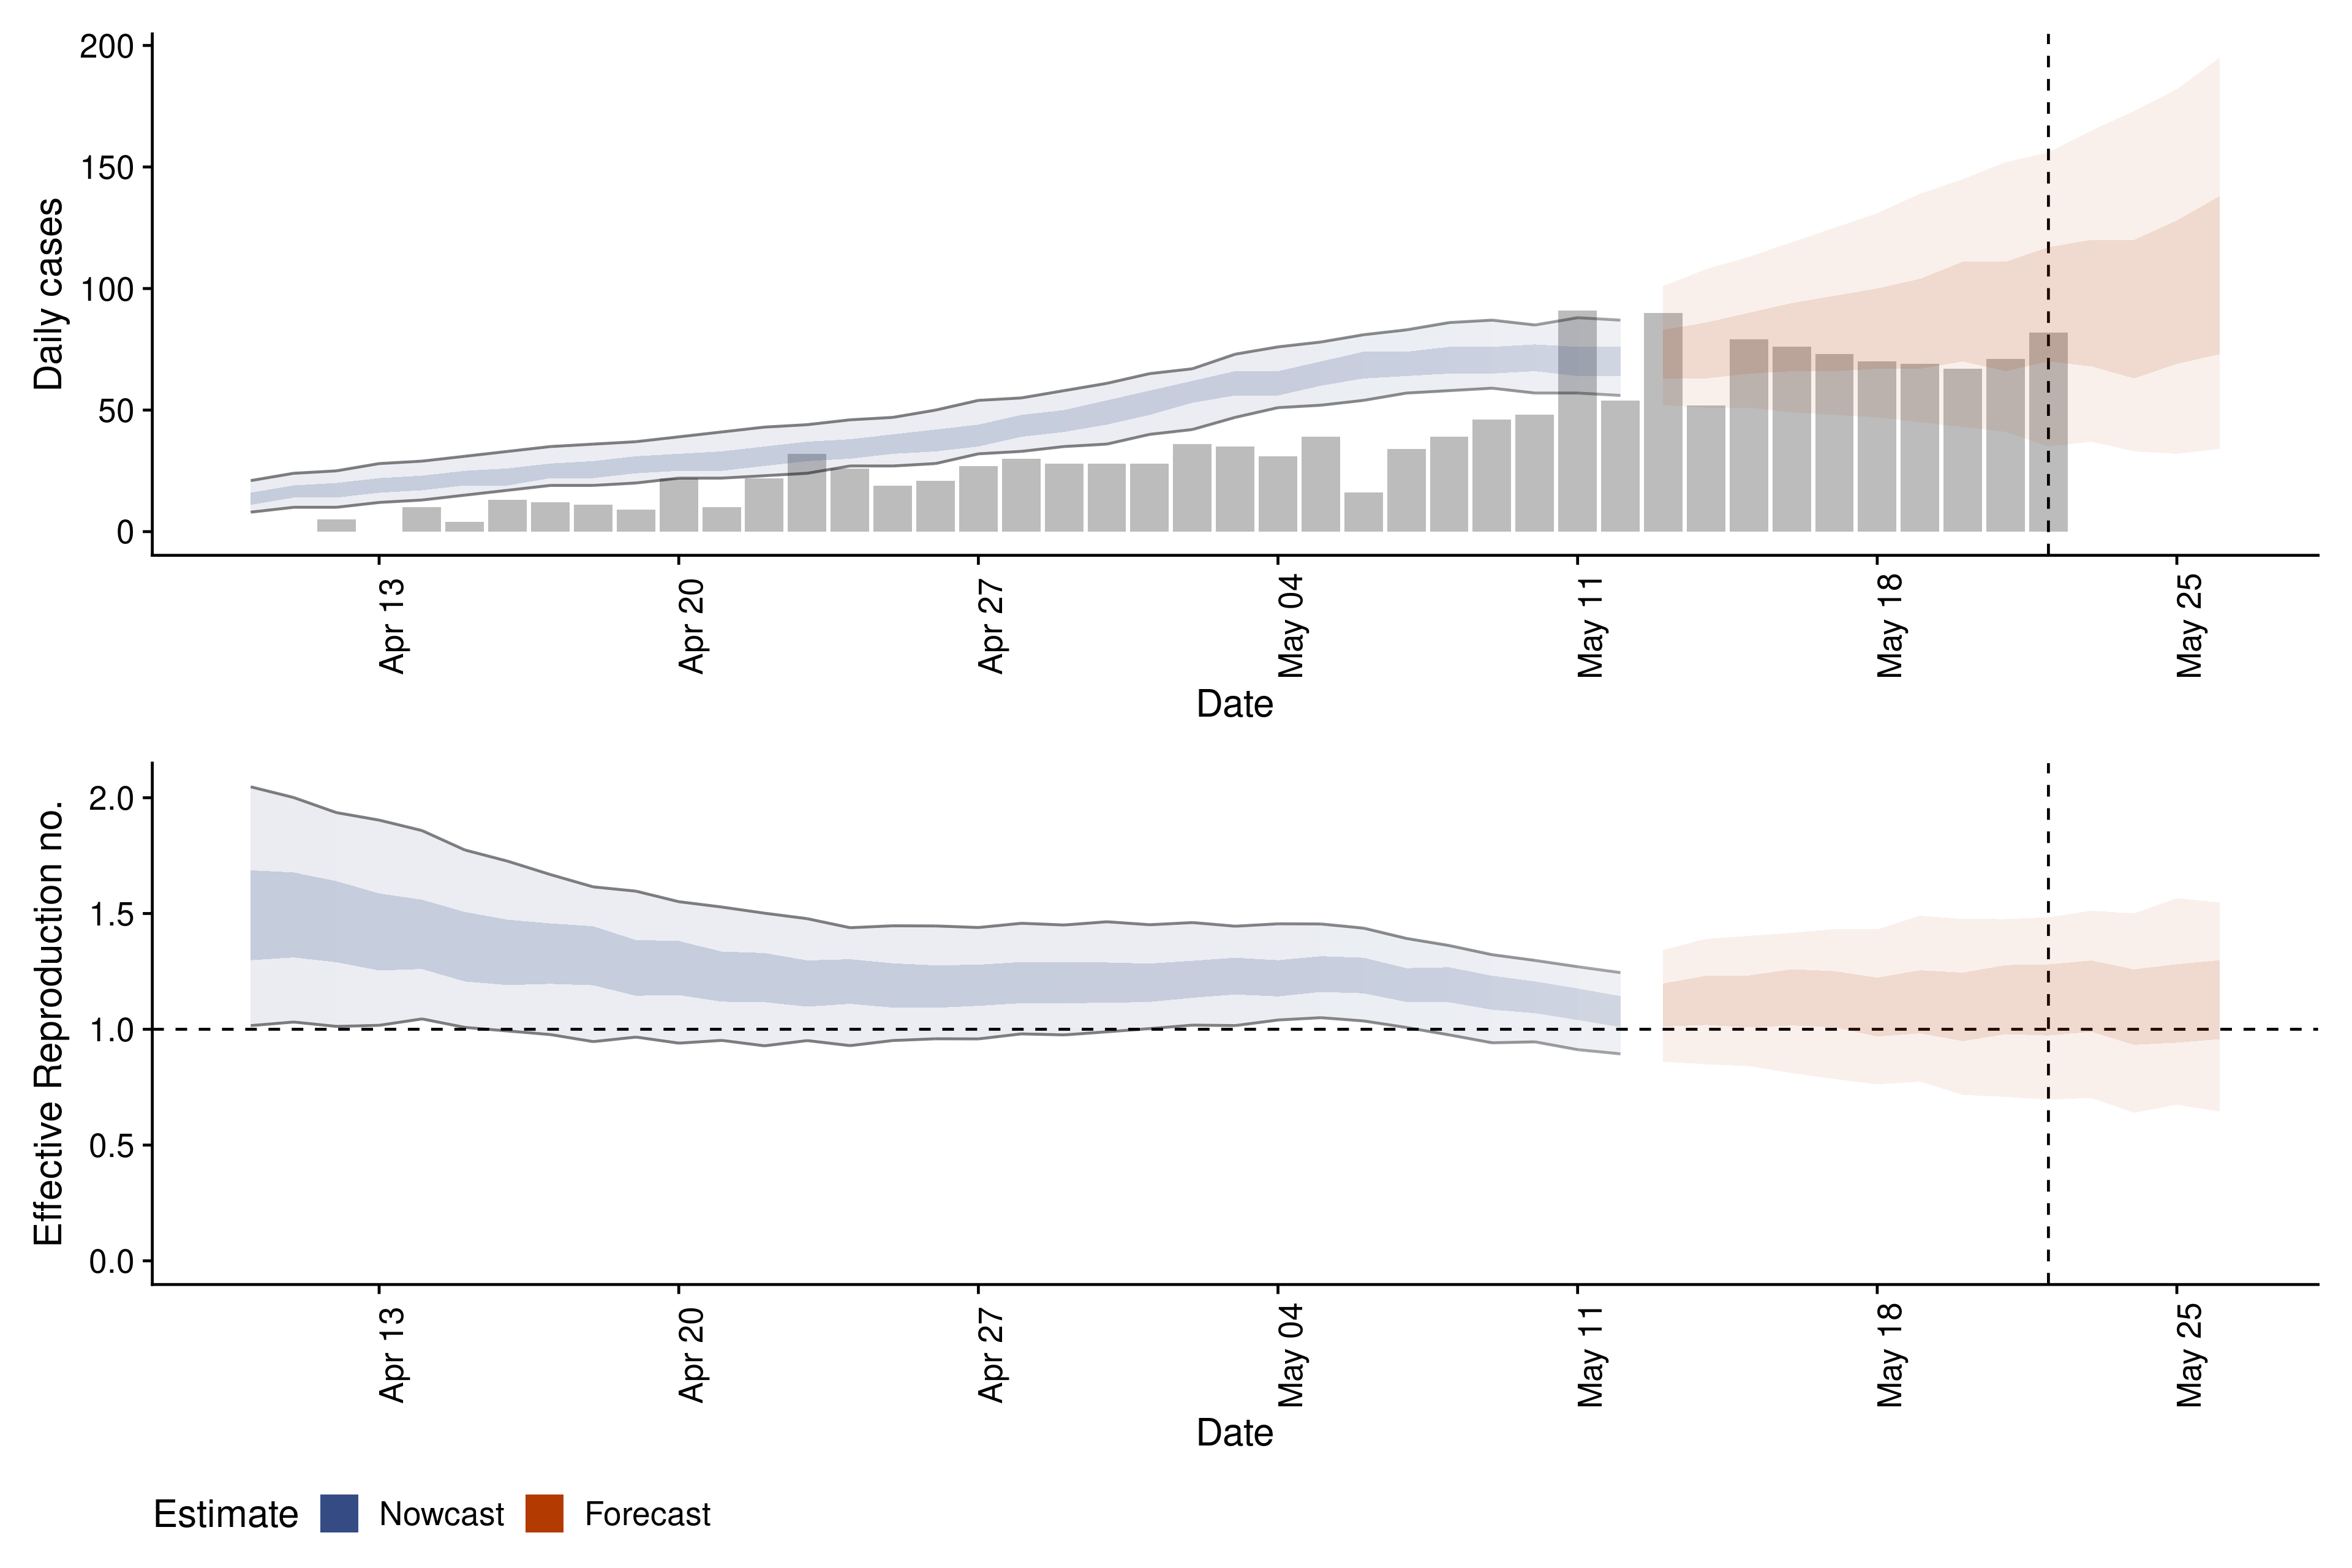 Daily cases
200
150
100
50
0
Apr 13
Apr 20
Apr 27
May 04
May 11
May 18
May 25
Date
Effective Reproduction no.
2.0
1.5
1.0
0.5
0.0
Apr 13
Apr 20
Apr 27
May 04
May 11
May 18
May 25
Date
Estimate Nowcast Forecast